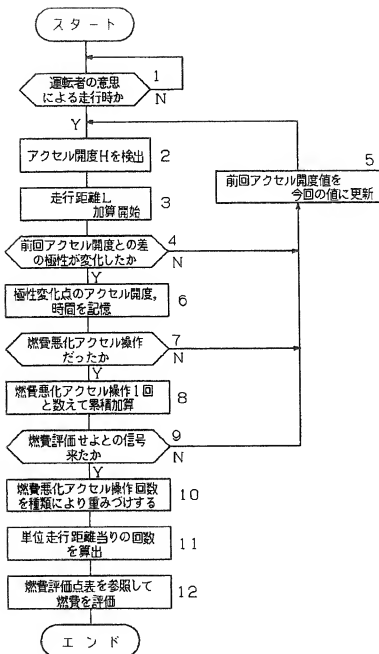 スタート
1
運転者の意思
による走行時か
N
Y
アクセル開度Hを検出
2
5
前回アクセル開度値を
今回の値に更新
走行距離L
加算開始
3
前回アクセル開度との差
の極性が変化したか
4
N
Y
極性変化点のアクセル開度,
時間を記憶
6
燃費悪化アクセル操作
だったか
7
N
Y
燃費悪化アクセル操作1回
と数えて累積加算
8
燃費評価せよとの信号
来たか
9
N
Y
燃費悪化アクセル操作回数
を種類により重みづけする
10
単位走行距離当りの回数
を算出
11
燃費評価点表を参照して
燃費を評価
12
エンド